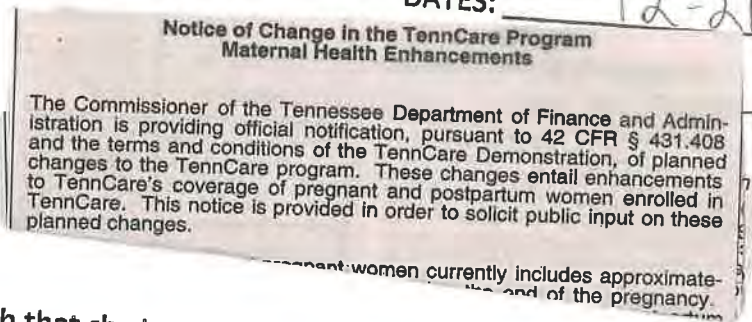 DATES: 12-2
Notice of Change in the TennCare Program
Maternal Health Enhancements
The Commissioner of the Tennessee Department of Finance and Admin-
istration is providing official notification, pursuant to 42 CFR § 431.408
and the terms and conditions of the TennCare Demonstration, of planned
changes to the TennCare program. These changes entail enhancements
to TennCare's coverage of pregnant and postpartum women enrolled in
TennCare. This notice is provided in order to solicit public input on these
planned changes.
women currently includes approximate-
end of the pregnancy.
that